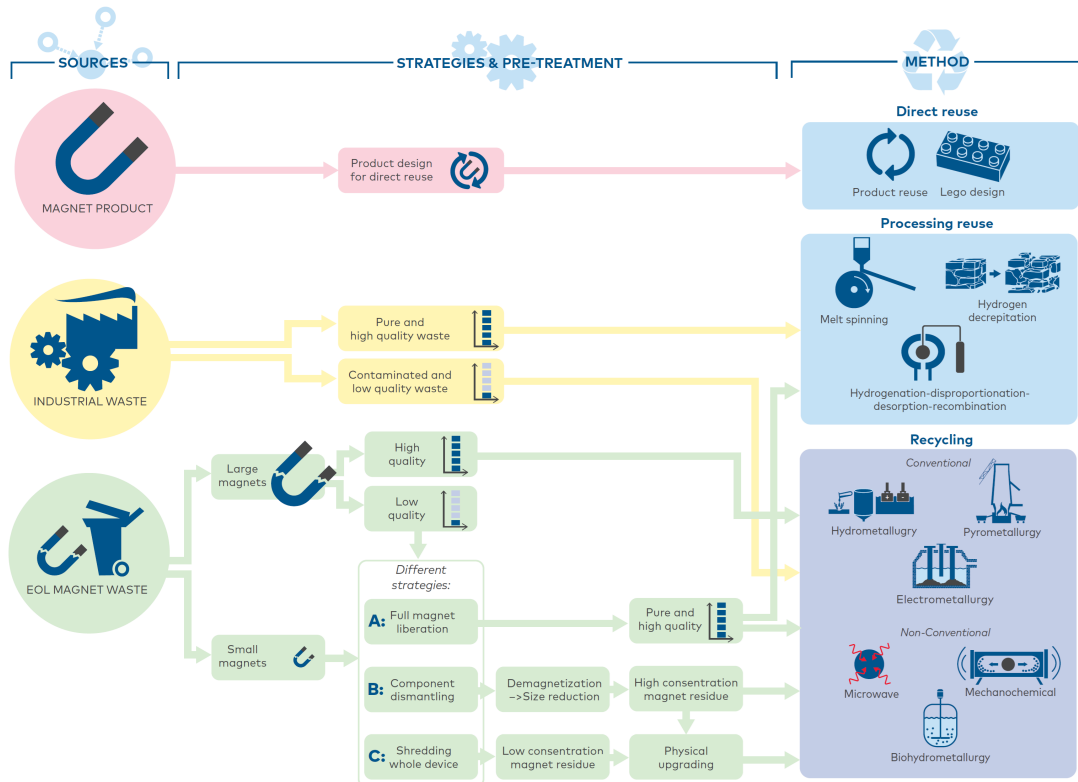 SOURCES
STRATEGIES & PRE-TREATMENT
METHOD
MAGNET PRODUCT
Product design
for direct reuse
Direct reuse
Product reuse
Lego design
INDUSTRIAL WASTE
Pure and
high quality waste
Contaminated and
low quality waste
Processing reuse
Melt spinning
Hydrogen
decrepitation
Hydrogenation-disproportionation-
desorption-recombination
EOL MAGNET WASTE
Large
magnets
High
quality
Low
quality
Small
magnets
Different
strategies:
A: Full magnet
liberation
Pure and
high quality
B: Component
dismantling
Demagnetization
->Size reduction
High consentration
magnet residue
C: Shredding
whole device
Low consentration
magnet residue
Physical
upgrading
Recycling
Conventional
Hydrometallugry
Pyrometallurgy
Electrometallurgy
Non-Conventional
Microwave
Mechanochemical
Biohydrometallurgy